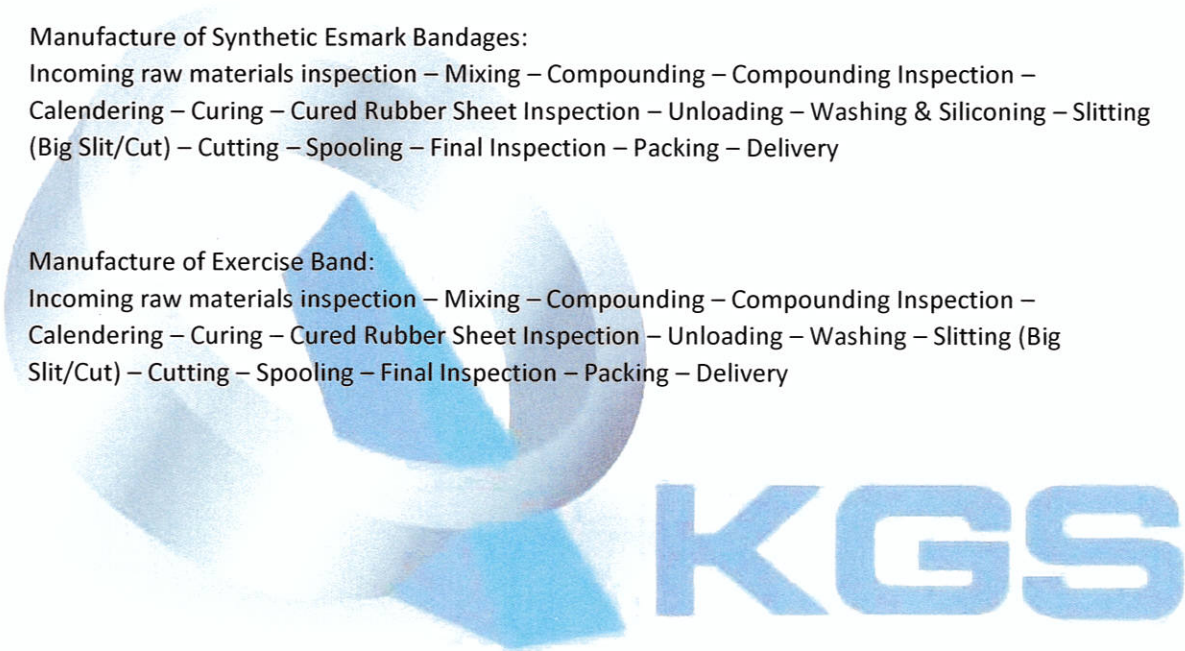 Manufacture of Synthetic Esmark Bandages:
Incoming raw materials inspection – Mixing – Compounding – Compounding Inspection –
Calendering – Curing – Cured Rubber Sheet Inspection – Unloading – Washing & Siliconing – Slitting
(Big Slit/Cut) – Cutting – Spooling – Final Inspection – Packing – Delivery
Manufacture of Exercise Band:
Incoming raw materials inspection – Mixing – Compounding – Compounding Inspection –
Calendering – Curing – Cured Rubber Sheet Inspection – Unloading – Washing – Slitting (Big
Slit/Cut) – Cutting – Spooling – Final Inspection – Packing – Delivery
KGS